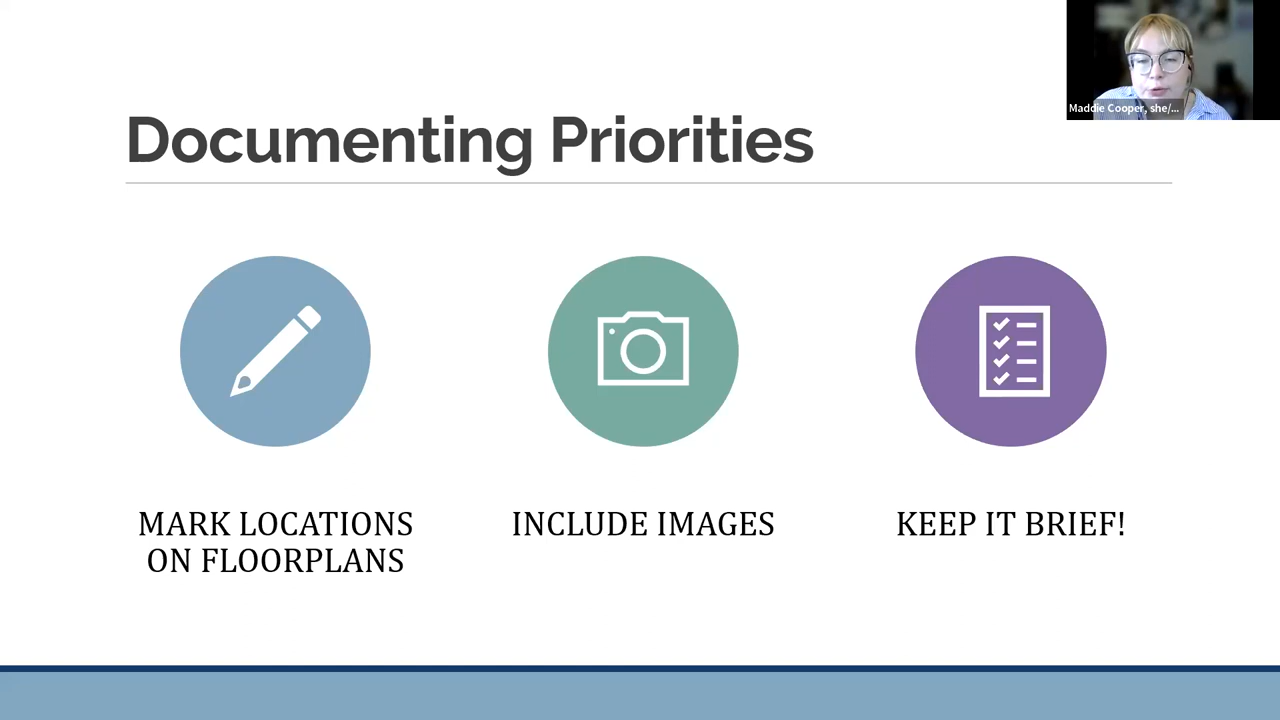 Maddie Cooper, she/...
Documenting Priorities
MARK LOCATIONS
ON FLOORPLANS
INCLUDE IMAGES
KEEP IT BRIEF!